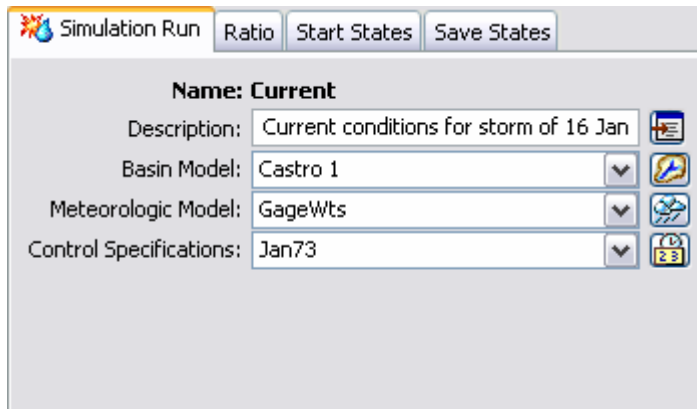 Simulation Run Ratio Start States Save States
Name: Current
Description: Current conditions for storm of 16 Jan
Basin Model: Castro 1
Meteorologic Model: GageWts
Control Specifications: Jan73